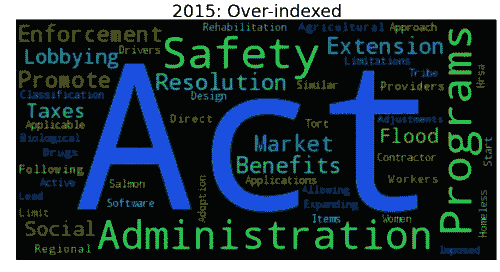 2015: Over-indexed
Rehabilitation Agricultural Approach
Enforcement
Drivers
Lobbying
Safety
Extension
Limitations
Tribe
Promote
Resolution
Similar
Providers
Hrsa
Classification
Design
Taxes
Direct
Tort
Adjustments
Applicable
Biological
Market
Flood
Programs
Start
Drugs
Benefits
Contractor
Following
Act
Active
Salmon
Applications
Allowing
Workers
Lead
Software
Adoption
Expanding
Homeless
Limit
Items
Women
Social
Administration
Regional
Imposed